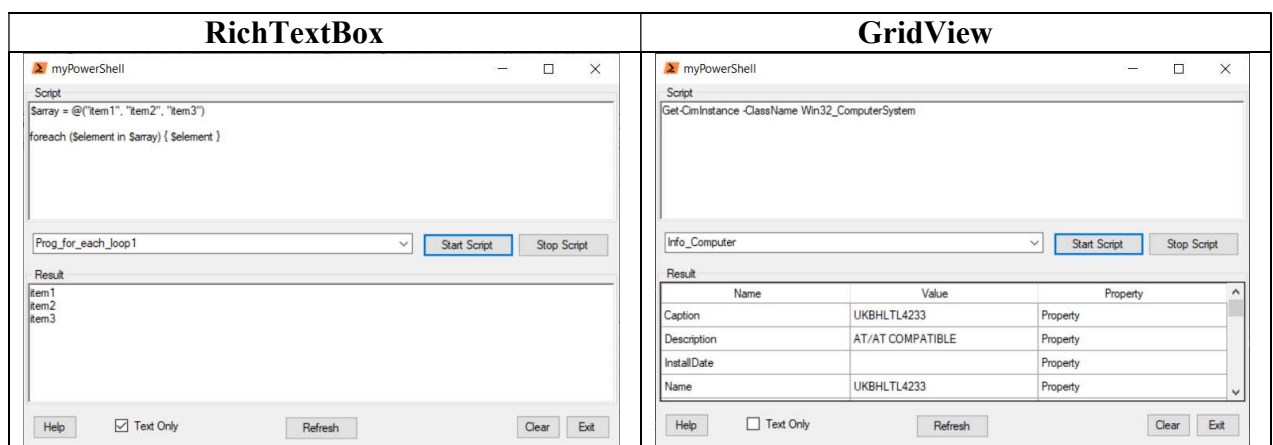 RichTextBox
GridView
myPowerShell
Script
$array = @("item1", "item2", "item3")
foreach ($element in $array) { $element }
Prog_for_each_loop1
Start Script
Stop Script
Result
item1
item2
item3
Help
Text Only
Refresh
Clear
Exit
myPowerShell
Script
Get-CimInstance -ClassName Win32_ComputerSystem
Info_Computer
Start Script
Stop Script
Result
Name Value Property
Caption UKBHLTL4233 Property
Description AT/AT COMPATIBLE Property
InstallDate Property
Name UKBHLTL4233 Property
Help
Text Only
Refresh
Clear
Exit